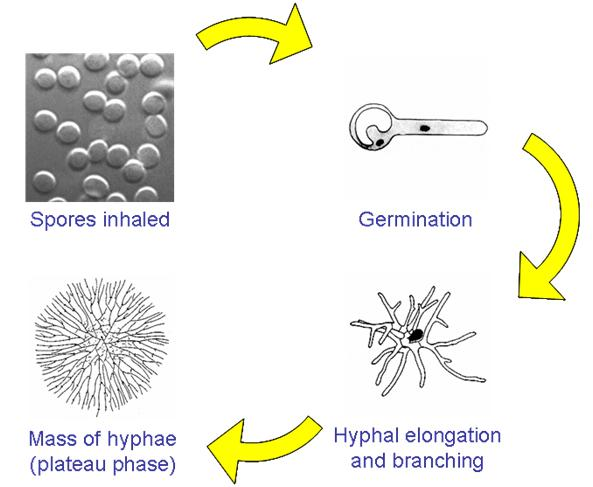 Spores inhaled
Germination
Mass of hyphae
(plateau phase)
Hyphal elongation
and branching